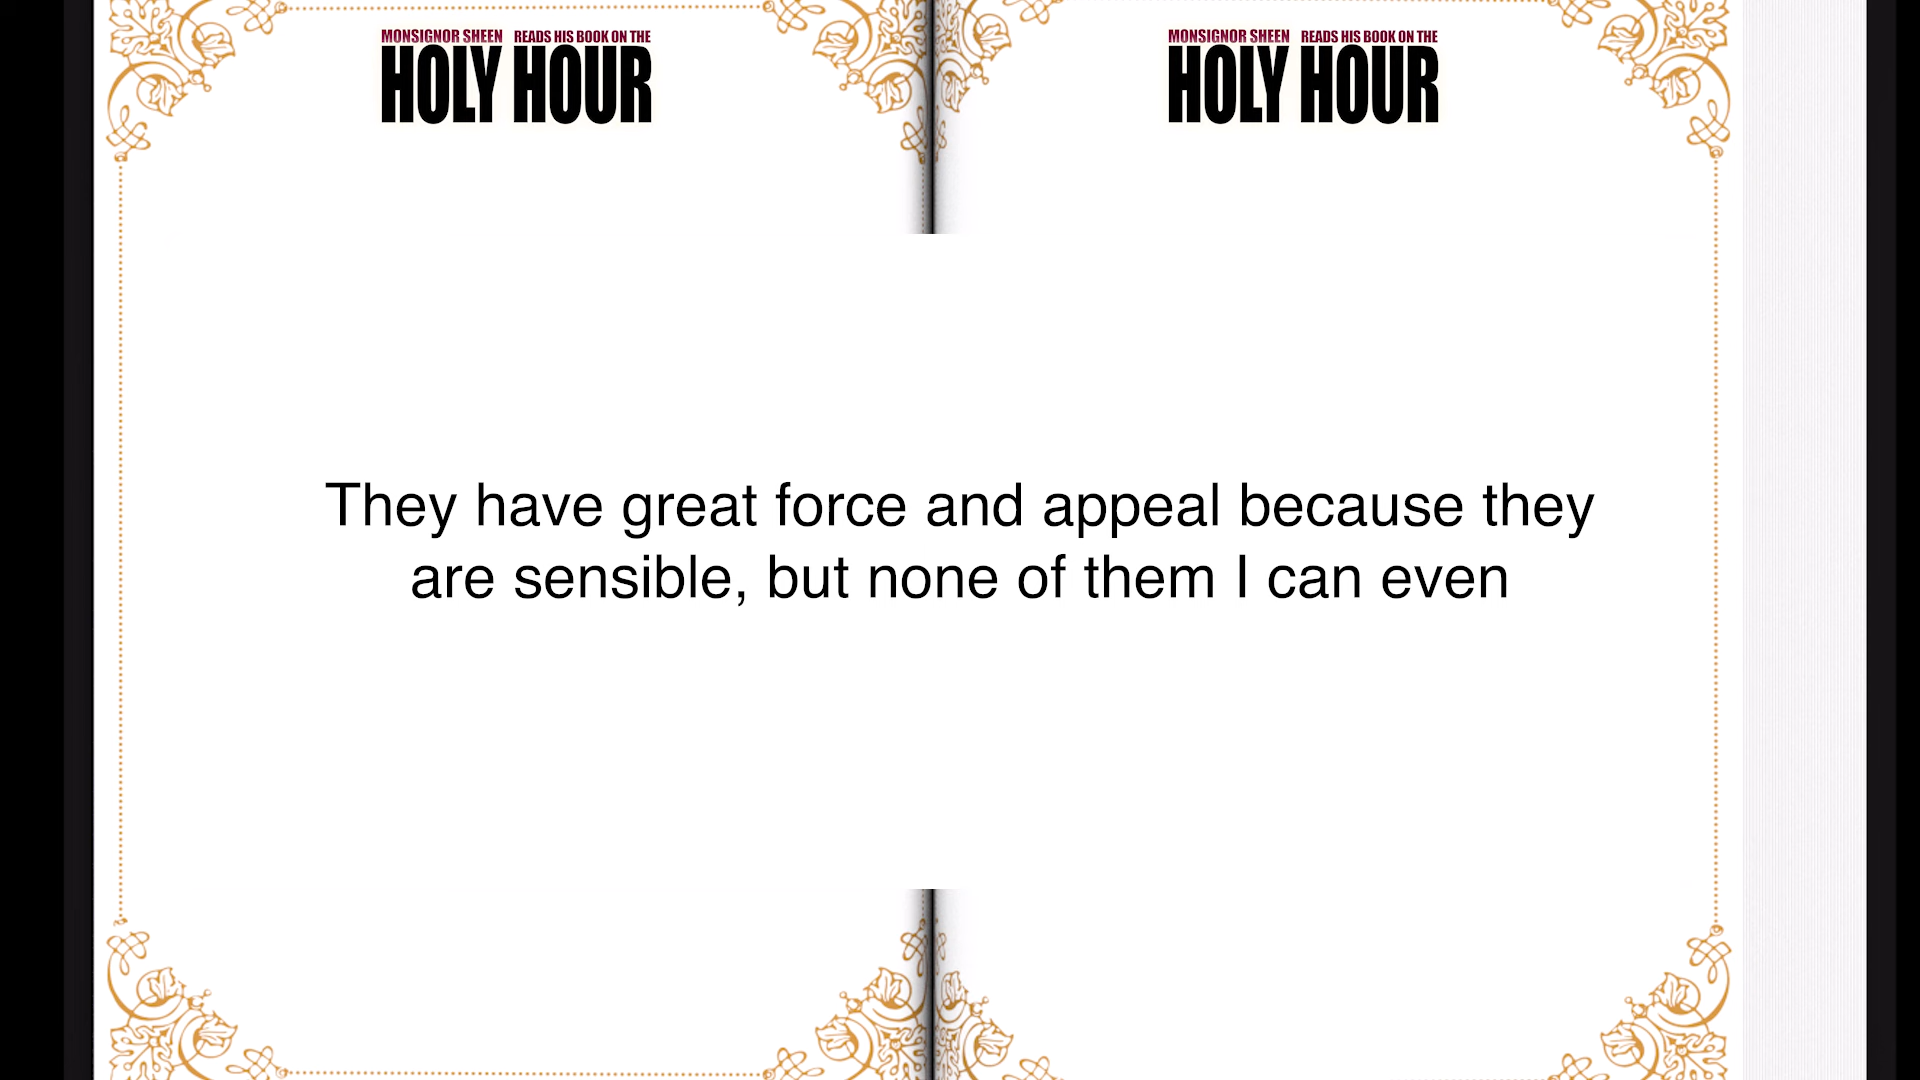 MONSIGNOR SHEEN READS HIS BOOK ON THE
HOLY HOUR
MONSIGNOR SHEEN READS HIS BOOK ON THE
HOLY HOUR
They have great force and appeal because they
are sensible, but none of them I can even